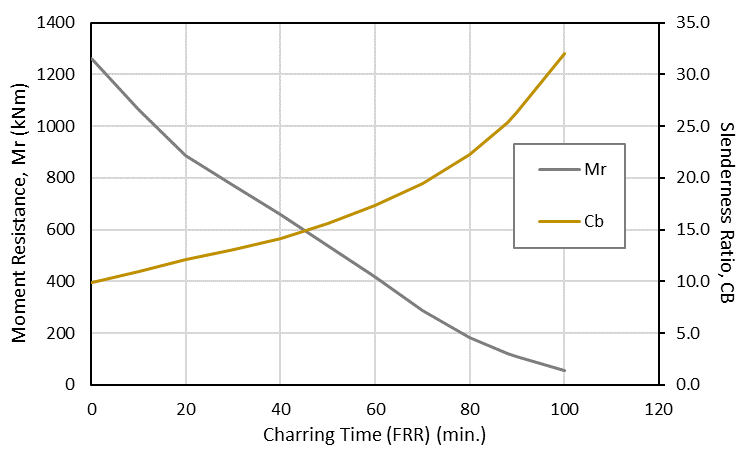 1400
1200
1000
800
600
400
200
0
Moment Resistance, Mr (kNm)
35.0
30.0
25.0
20.0
15.0
10.0
5.0
0.0
Slenderness Ratio, CB
Mr
Cb
0 20 40 60 80 100 120
Charring Time (FRR) (min.)